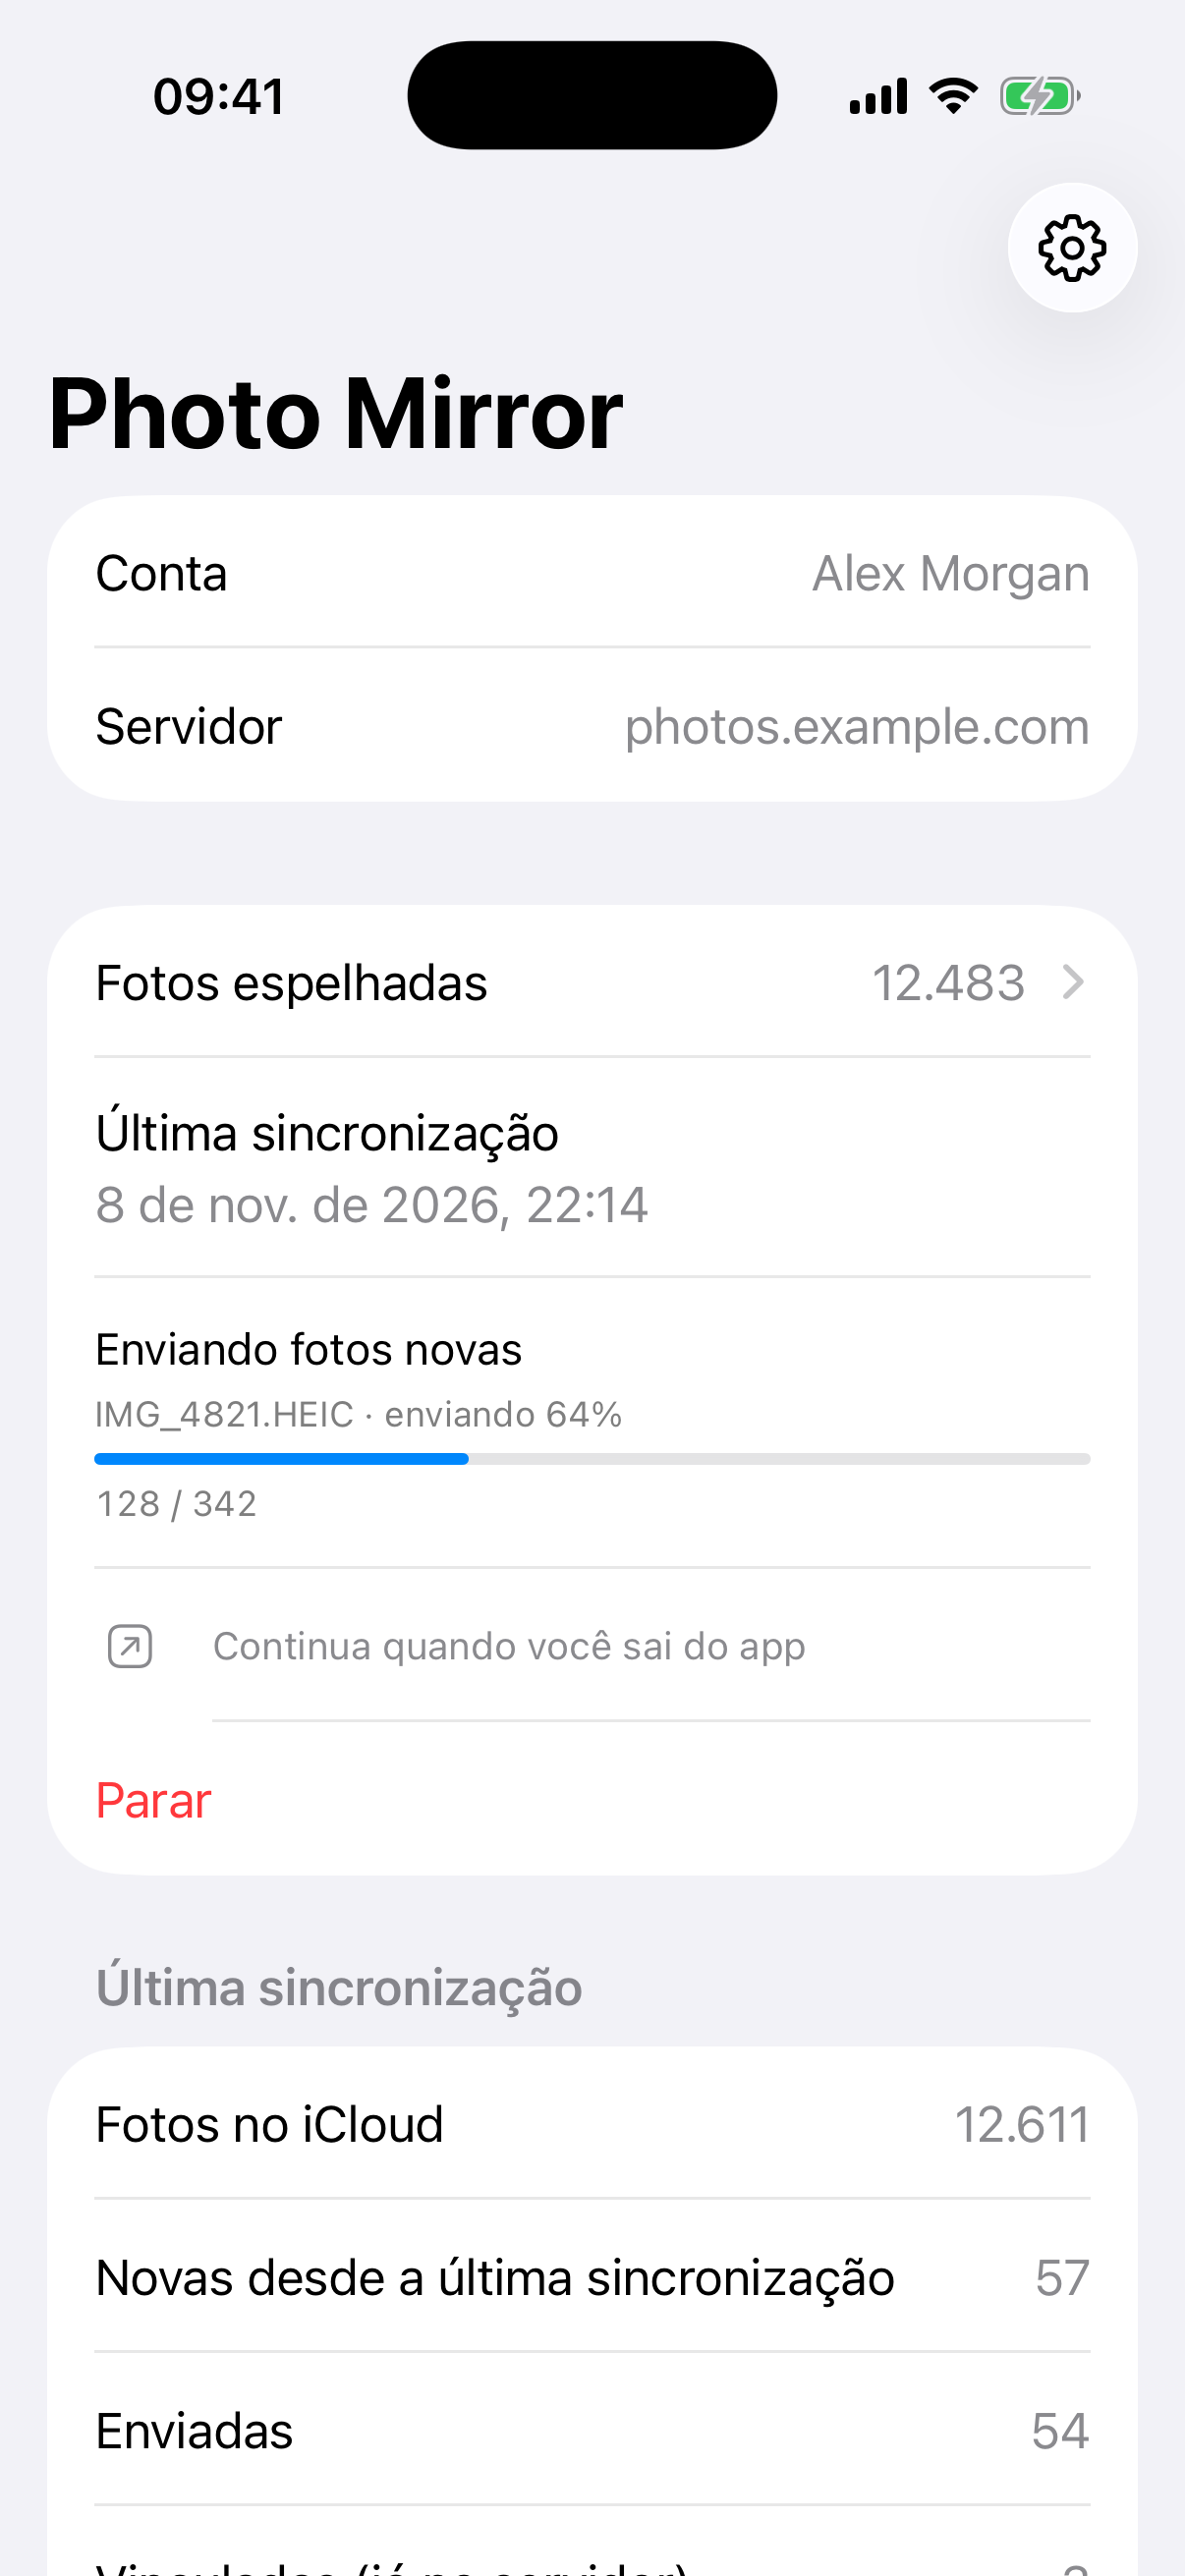 09:41
Photo Mirror
Conta Alex Morgan
Servidor photos.example.com
Fotos espelhadas 12.483
Última sincronização
8 de nov. de 2026, 22:14
Enviando fotos novas
IMG_4821.HEIC · enviando 64%
128 / 342
Continua quando você sai do app
Parar
Última sincronização
Fotos no iCloud 12.611
Novas desde a última sincronização 57
Enviadas 54